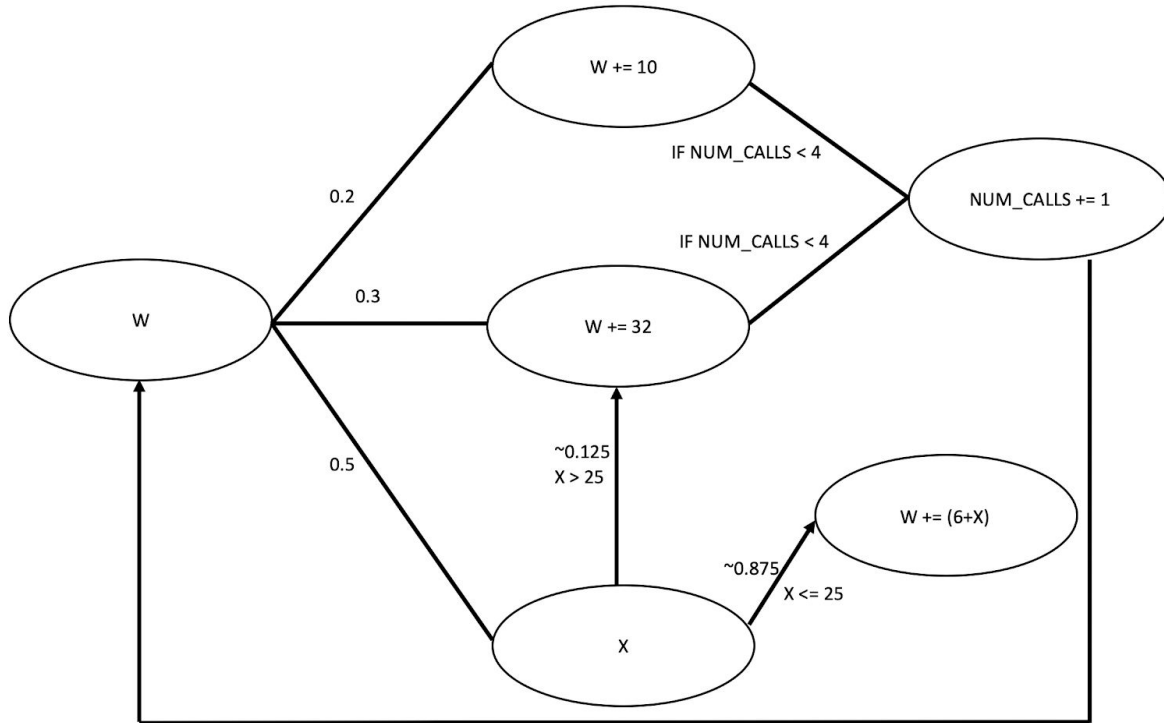 W += 10
IF NUM_CALLS < 4
0.2
NUM_CALLS += 1
IF NUM_CALLS < 4
0.3
W
W += 32
~0.125
X > 25
0.5
W += (6+X)
~0.875
X <= 25
X